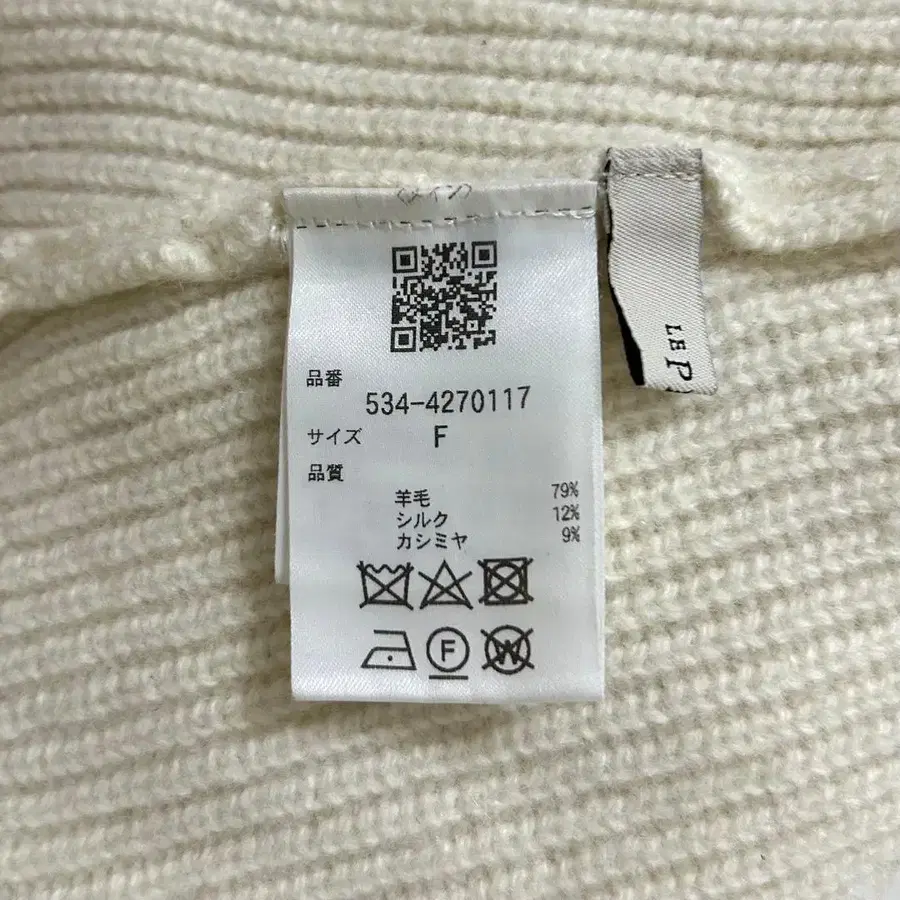 品番
534-4270117
サイズ F
品質
羊毛 79%
シルク 12%
カシミヤ 9%
F
W
LE P